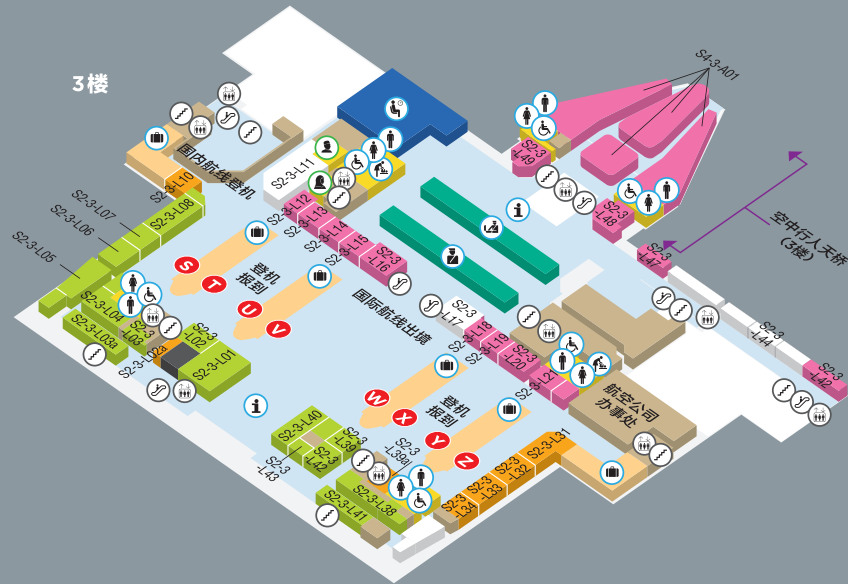 3楼
S4-3-A01
S2-3
-L49
S2-3
-L48
空中行人天桥
(3楼)
S2-3
-L47
S2-3
-L44
S2-3
-L42
国内航线登机
S2-3-L11
S2-3-L10
S2-3-L08
S2-3-L07
S2-3-L06
S2-3-L05
S2-3-L12
S2-3-L13
S2-3-L14
S2-3-L15
S2-3
-L16
登机
报到
S
T
U
V
国际航线出境
S2-3
-L17
S2-3-L18
S2-3-L19
S2-3
-L20
S2-3-L21
S2-3-L04
S2-3
-L03
S2-3-L03a
S2-3
-L02
S2-3-L02a
S2-3-L01
航空公司
办事处
登机
报到
W
X
Y
Z
S2-3-L40
S2-3
-L39
S2-3
-L39a
S2-3
-L42
S2-3
-L43
S2-3-L31
S2-3
-L32
S2-3
-L33
S2-3
-L34
S2-3-L38
S2-3-L41